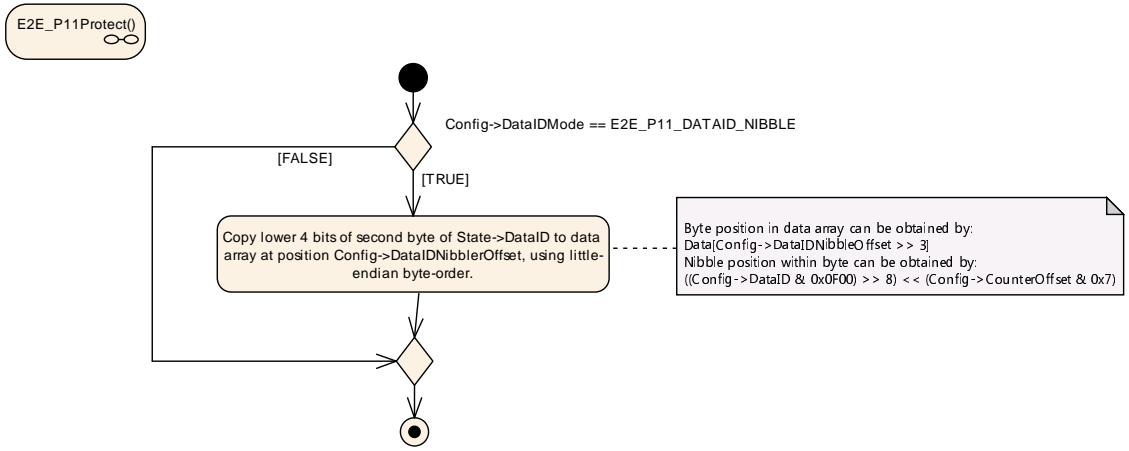 E2E_P11Protect()
Config->DataIDMode == E2E_P11_DATAID_NIBBLE
[FALSE]
[TRUE]
Copy lower 4 bits of second byte of State->DataID to data
array at position Config->DataIDNibblerOffset, using little-
endian byte-order.
Byte position in data array can be obtained by:
Data[Config->DataIDNibbleOffset >> 3]
Nibble position within byte can be obtained by:
((Config->DataID & 0x0F00) >> 8) << (Config->CounterOffset & 0x7)